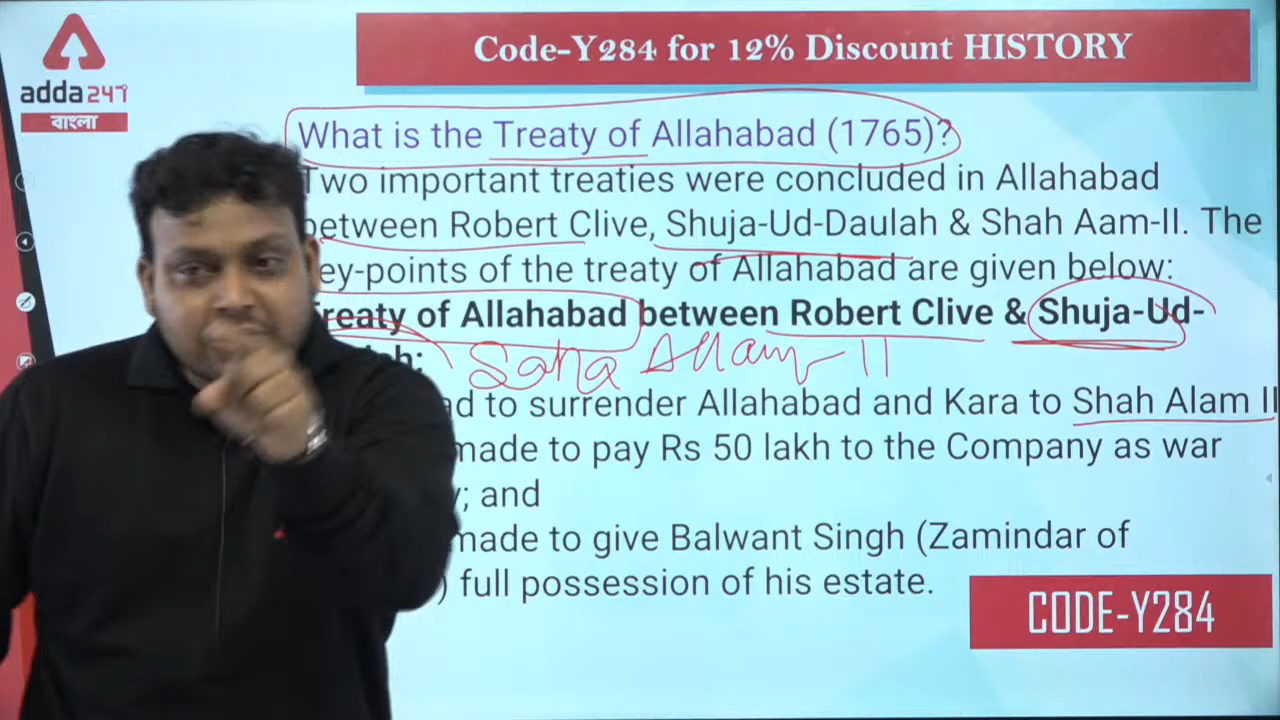 Code-Y284 for 12% Discount HISTORY
adda247
বাংলা
What is the Treaty of Allahabad (1765)?
Two important treaties were concluded in Allahabad
between Robert Clive, Shuja-Ud-Daulah & Shah Aam-II. The
ey-points of the treaty of Allahabad are given below:
Treaty of Allahabad between Robert Clive & Shuja-Ud-
h:
Saha Allam - II
ad to surrender Allahabad and Kara to Shah Alam II
made to pay Rs 50 lakh to the Company as war
y; and
made to give Balwant Singh (Zamindar of
) full possession of his estate.
CODE-Y284